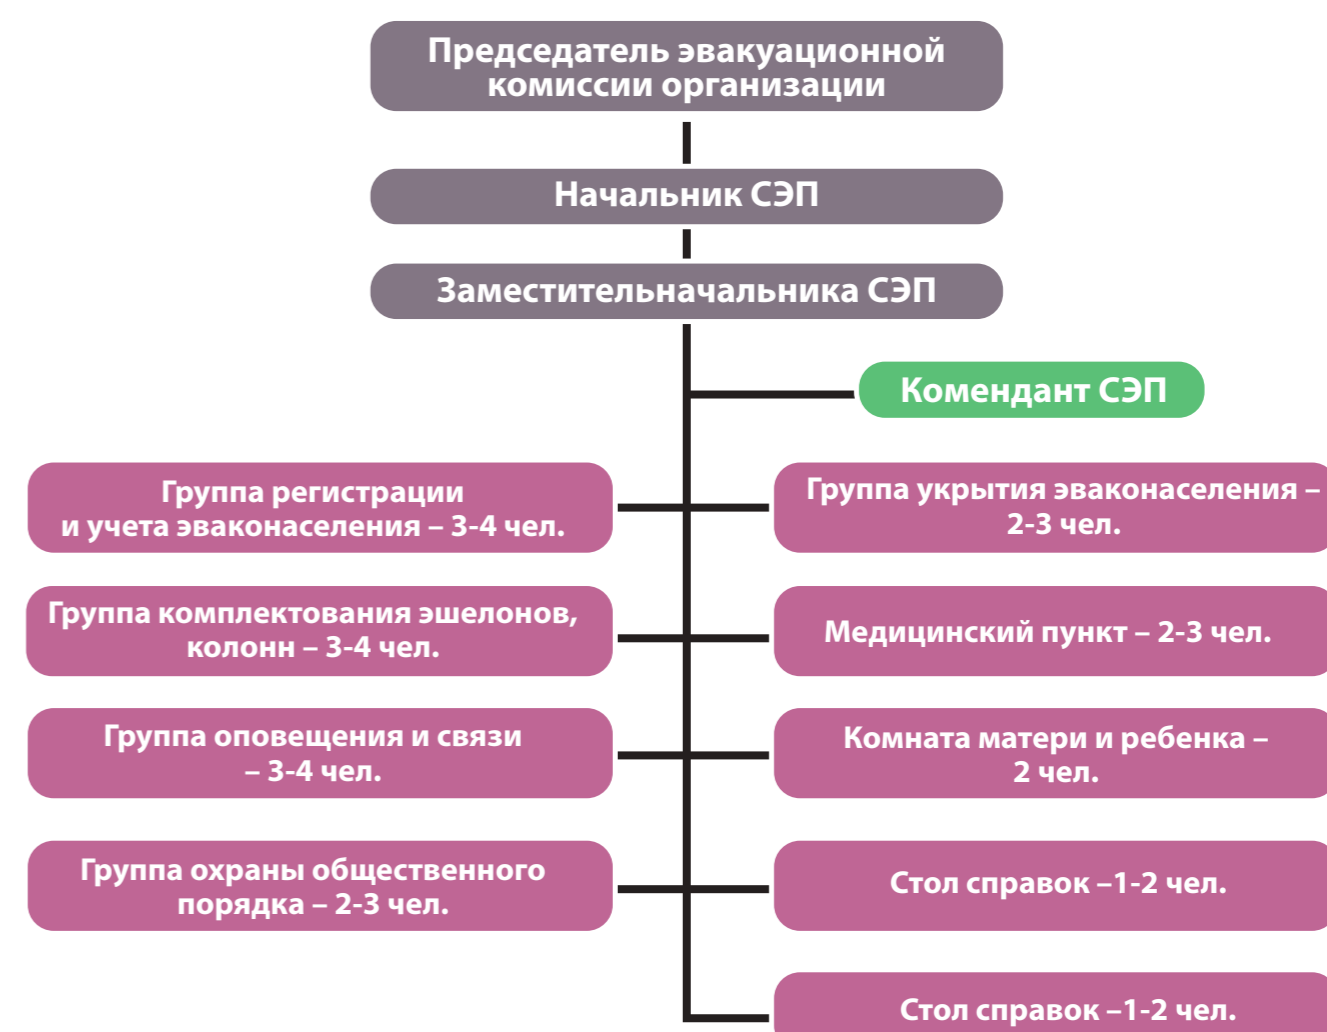 Председатель эвакуационной
комиссии организации
Начальник СЭП
Заместительначальника СЭП
Комендант СЭП
Группа регистрации
и учета эваконаселения – 3-4 чел.
Группа укрытия эваконаселения –
2-3 чел.
Группа комплектования эшелонов,
колонн – 3-4 чел.
Медицинский пункт – 2-3 чел.
Группа оповещения и связи
– 3-4 чел.
Комната матери и ребенка –
2 чел.
Группа охраны общественного
порядка – 2-3 чел.
Стол справок –1-2 чел.
Стол справок –1-2 чел.